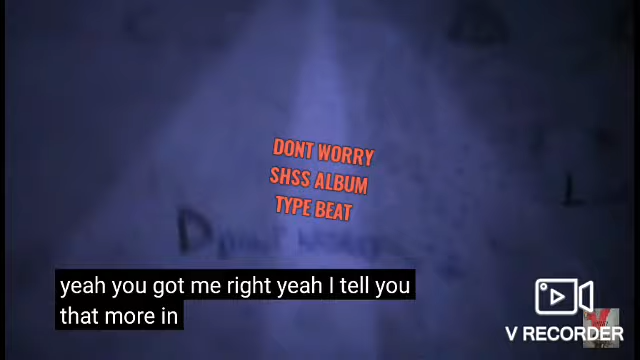 DONT WORRY
SHSS ALBUM
TYPE BEAT
yeah you got me right yeah I tell you
that more in
V RECORDER